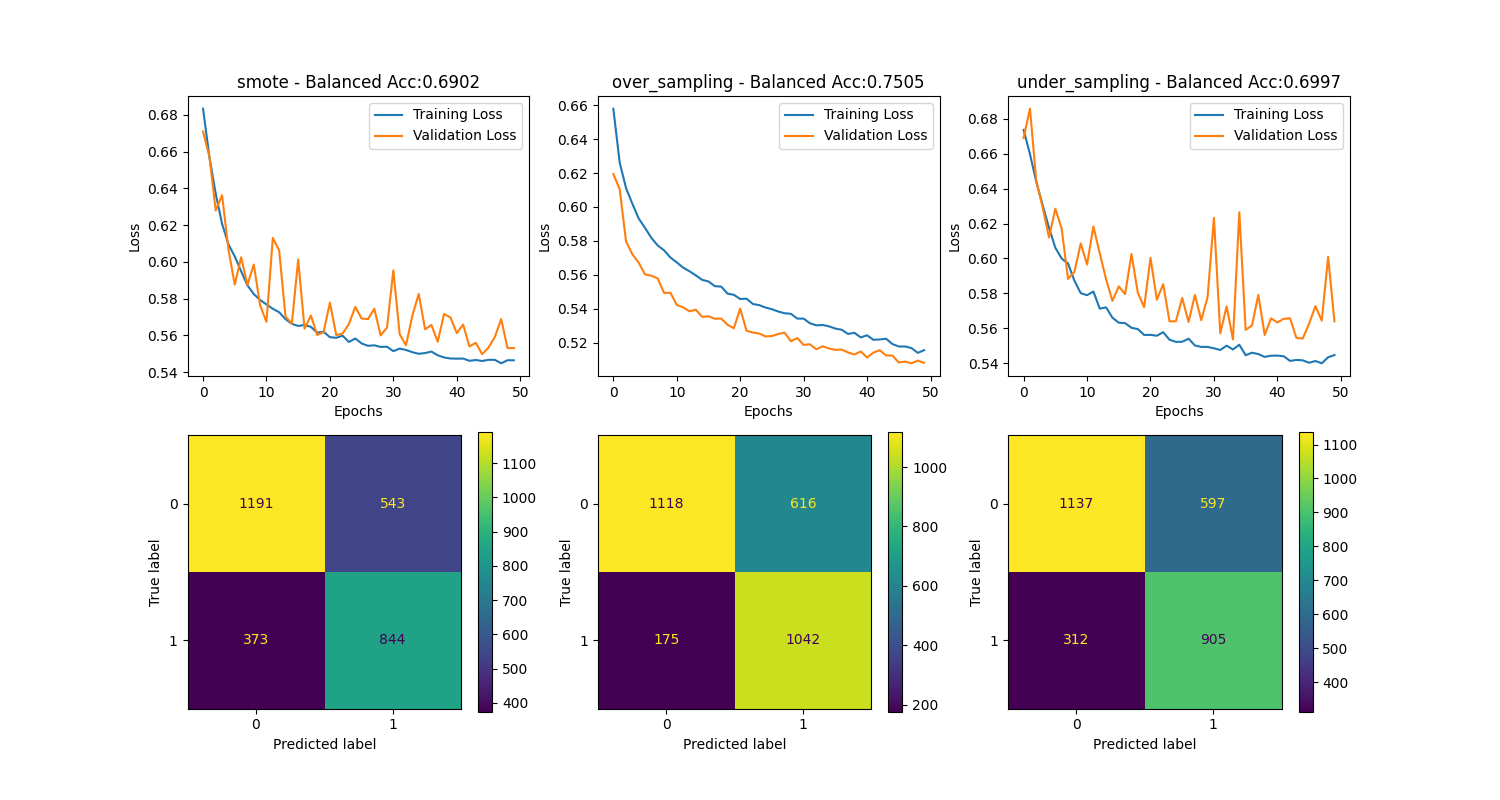 smote - Balanced Acc:0.6902
Training Loss
Validation Loss
0.68
0.66
0.64
0.62
0.60
0.58
0.56
0.54
Loss
0 10 20 30 40 50
Epochs
over_sampling - Balanced Acc:0.7505
Training Loss
Validation Loss
0.66
0.64
0.62
0.60
0.58
0.56
0.54
0.52
Loss
0 10 20 30 40 50
Epochs
under_sampling - Balanced Acc:0.6997
Training Loss
Validation Loss
0.68
0.66
0.64
0.62
0.60
0.58
0.56
0.54
Loss
0 10 20 30 40 50
Epochs
0 1191 543
1 373 844
True label
0 1
Predicted label
1100
1000
900
800
700
600
500
400
0 1118 616
1 175 1042
True label
0 1
Predicted label
1000
800
600
400
200
0 1137 597
1 312 905
True label
0 1
Predicted label
1100
1000
900
800
700
600
500
400